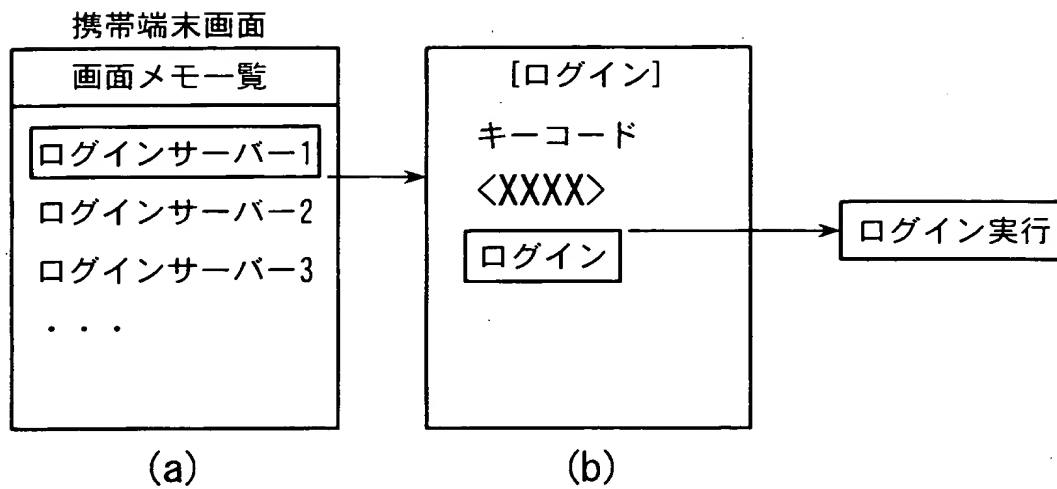 携帯端末画面
画面メモ一覧
ログインサーバー1
ログインサーバー2
ログインサーバー3
・・・
(a)
[ログイン]
キーコード
<XXXX>
ログイン
(b)
ログイン実行